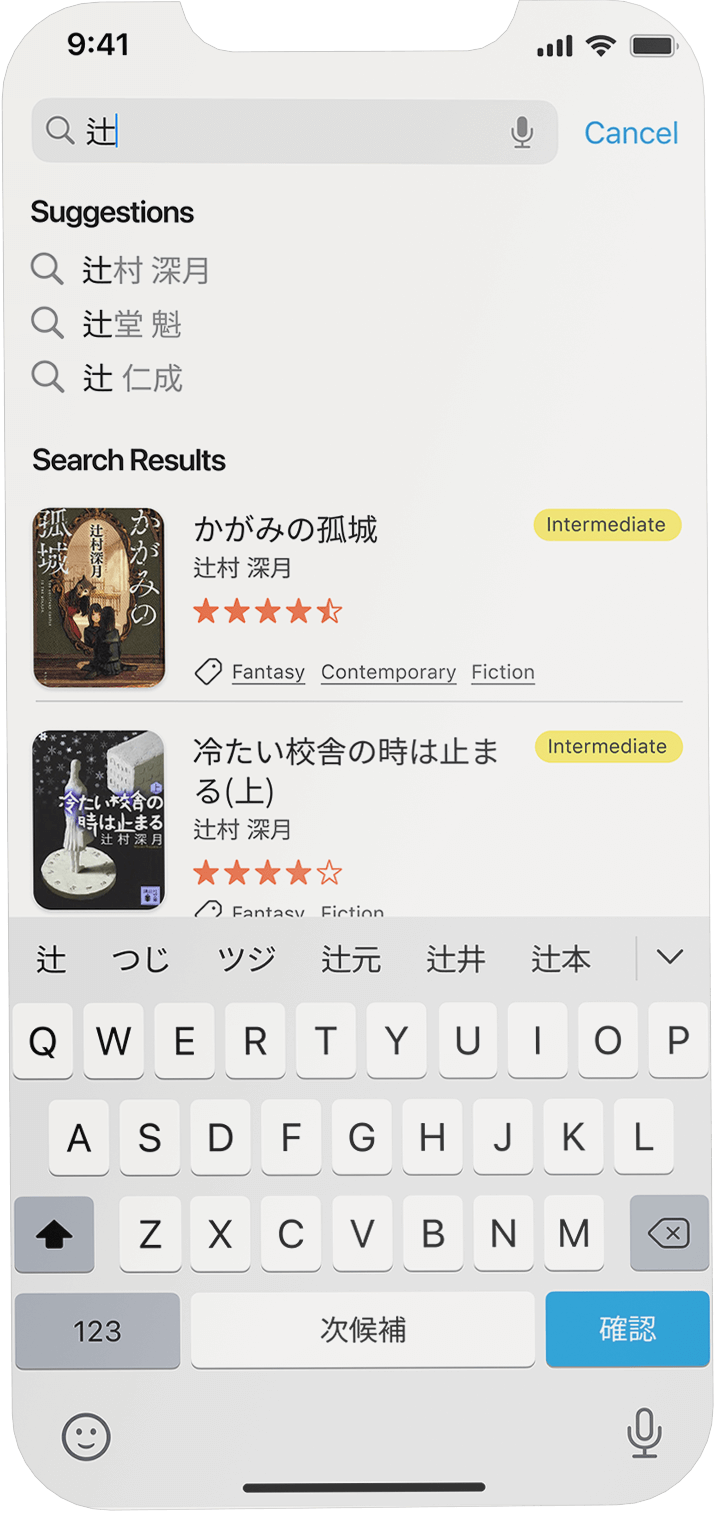 9:41
辻
Cancel
Suggestions
辻村 深月
辻堂 魁
辻 仁成
Search Results
かがみの
孤城
辻村深月
かがみの孤城
Intermediate
辻村 深月
Fantasy Contemporary Fiction
冷たい校舎の
時は止まる
上
辻村深月
冷たい校舎の時は止ま
る(上)
Intermediate
辻村 深月
Fantasy Fiction
辻 つじ ツジ 辻元 辻井 辻本
Q W E R T Y U I O P
A S D F G H J K L
Z X C V B N M
123 次候補 確認